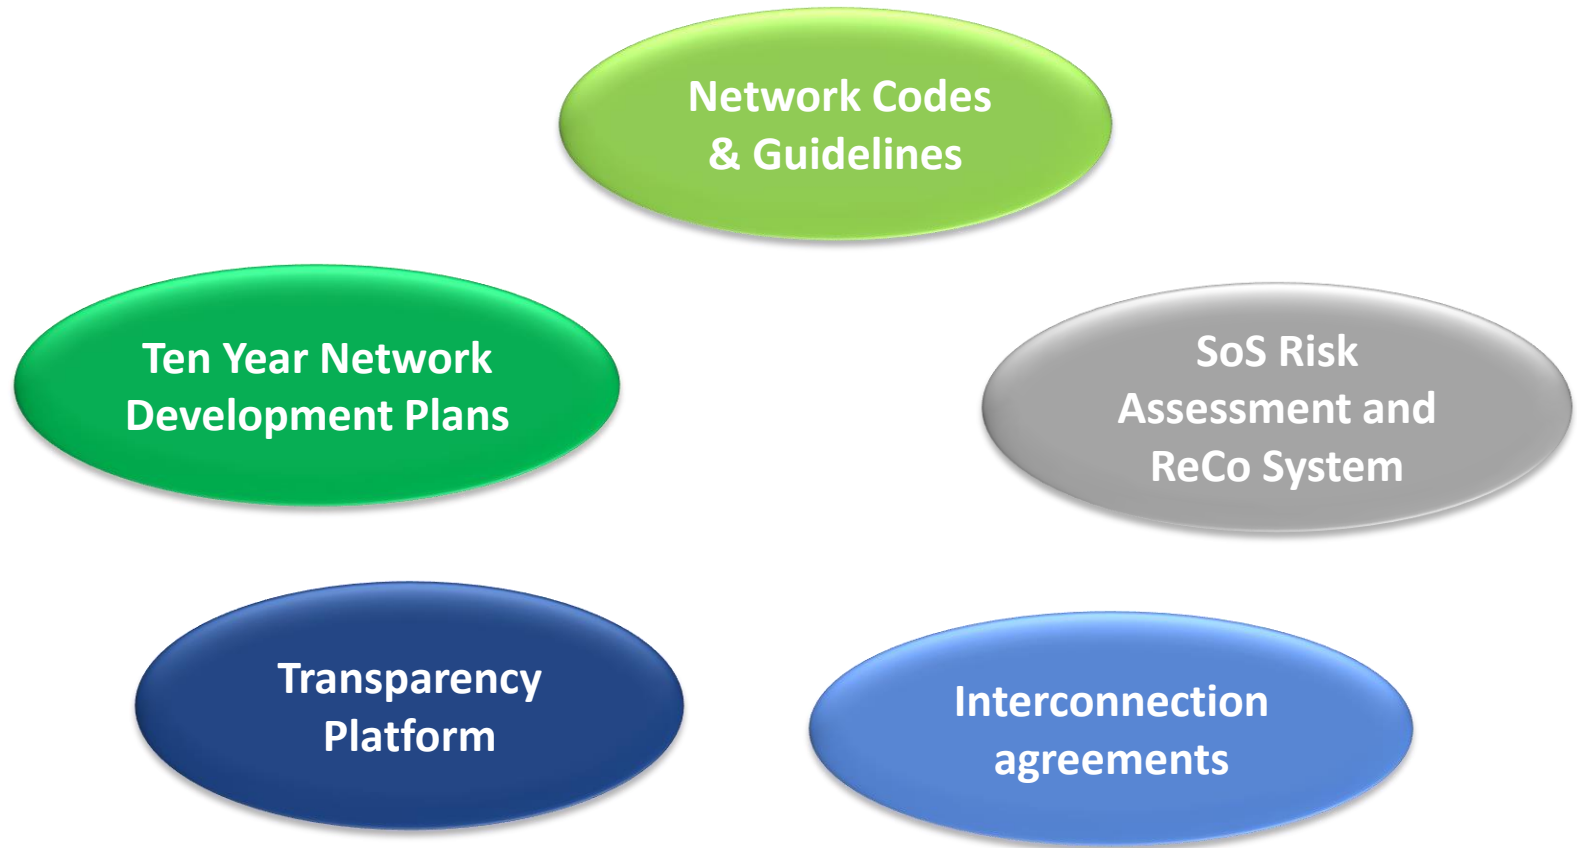 Network Codes
& Guidelines
Ten Year Network
Development Plans
SoS Risk
Assessment and
ReCo System
Transparency
Platform
Interconnection
agreements